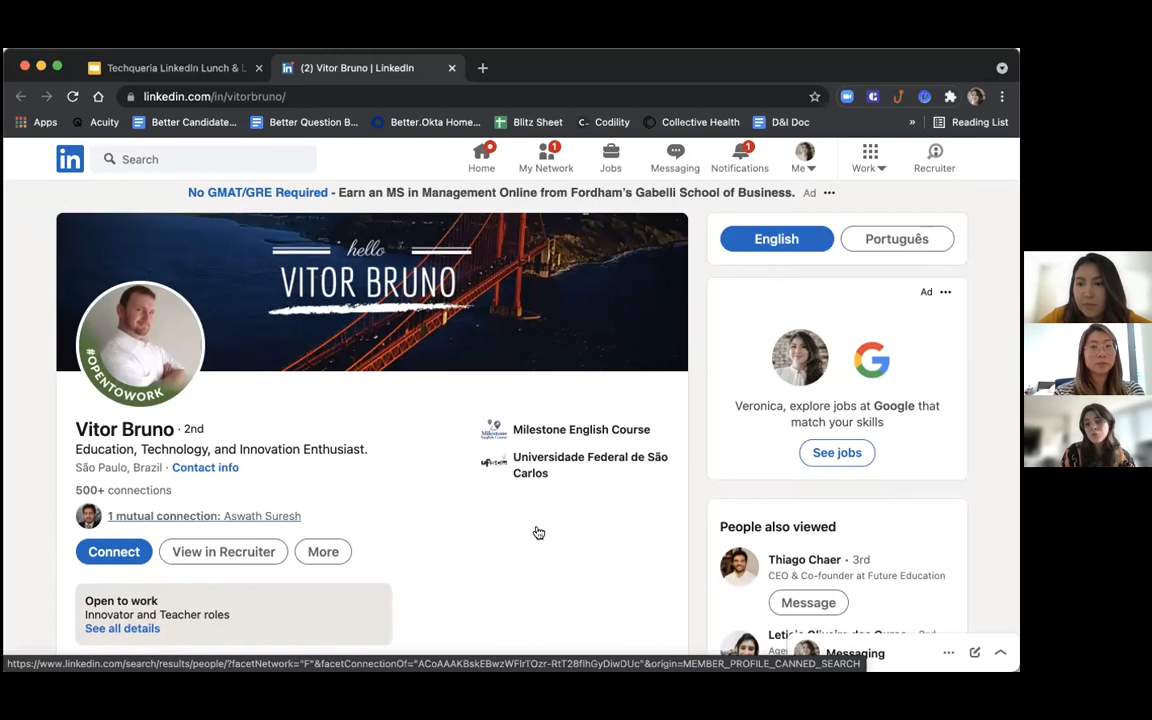 Techqueria LinkedIn Lunch & L
(2) Vitor Bruno | LinkedIn
linkedin.com/in/vitorbruno/
Apps
Acuity
Better Candidate...
Better Question B...
Better.Okta Home...
Blitz Sheet
Codility
Collective Health
D&I Doc
»
Reading List
in
Search
Home
1
My Network
Jobs
Messaging
1
Notifications
Me
Work
Recruiter
No GMAT/GRE Required - Earn an MS in Management Online from Fordham's Gabelli School of Business. Ad
hello
VITOR BRUNO
#OPENTOWORK
Vitor Bruno · 2nd
Education, Technology, and Innovation Enthusiast.
São Paulo, Brazil · Contact info
500+ connections
1 mutual connection: Aswath Suresh
Connect
View in Recruiter
More
Milestone English Course
Universidade Federal de São
Carlos
Open to work
Innovator and Teacher roles
See all details
English
Português
Ad
Veronica, explore jobs at Google that
match your skills
See jobs
People also viewed
Thiago Chaer · 3rd
CEO & Co-founder at Future Education
Message
Messaging